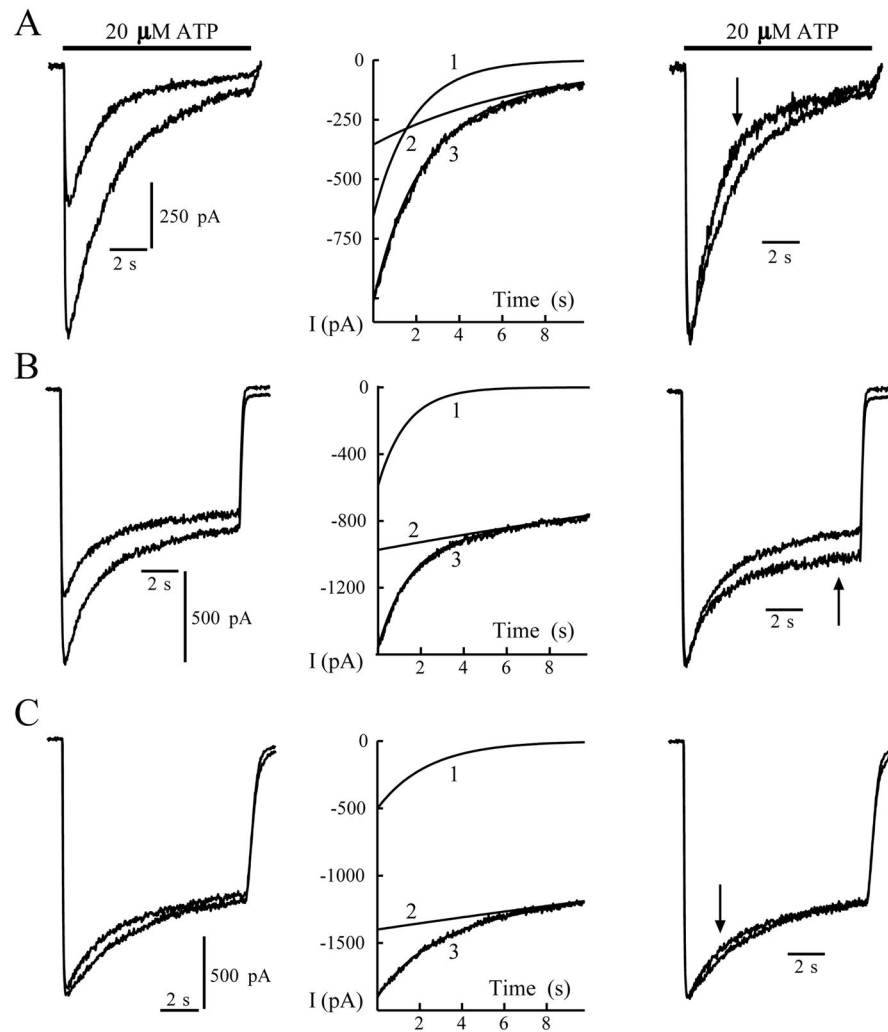 A
20 μM ATP
250 pA
2 s
0
-250
-500
-750
1
2
3
Time (s)
I (pA)
2 4 6 8
20 μM ATP
2 s
B
2 s
500 pA
0
-400
-800
-1200
1
2
3
Time (s)
I (pA)
2 4 6 8
2 s
C
500 pA
2 s
0
-500
-1000
-1500
1
2
3
Time (s)
I (pA)
2 4 6 8
2 s